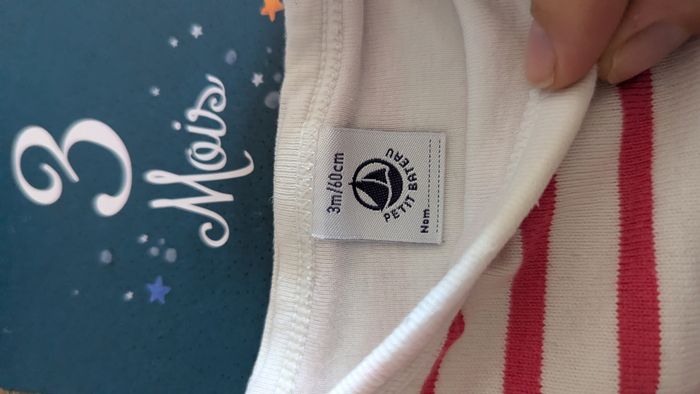 3
Mois
3m/60cm
PETIT BATEAU
Nom